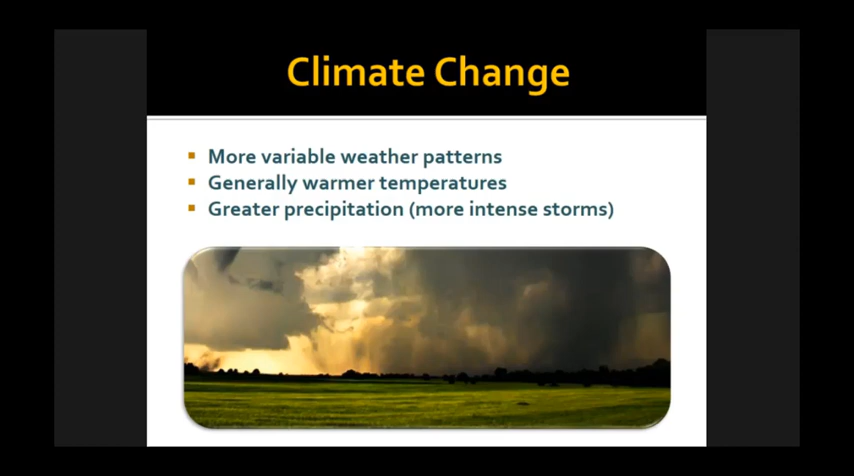 Climate Change
More variable weather patterns
Generally warmer temperatures
Greater precipitation (more intense storms)